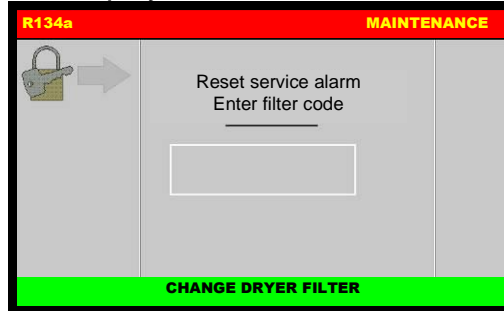 R134a MAINTENANCE
Reset service alarm
Enter filter code
CHANGE DRYER FILTER